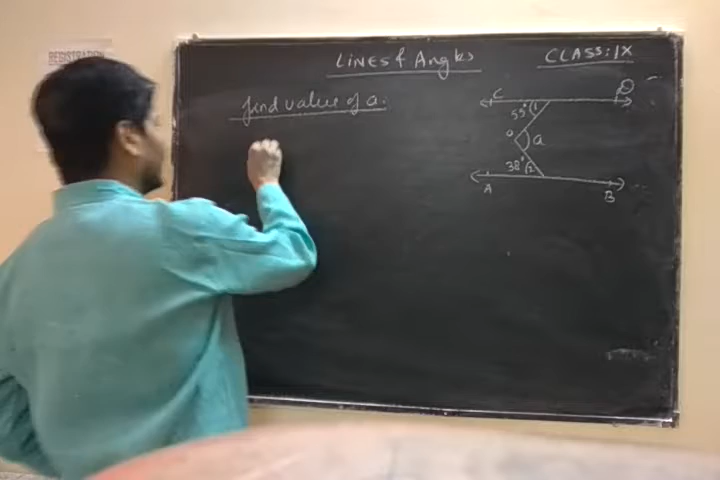 REGISTRATION
LINES & Angles
CLASS: IX
find value of a.
C
D
55° (1
O
a
38° (2
A
B